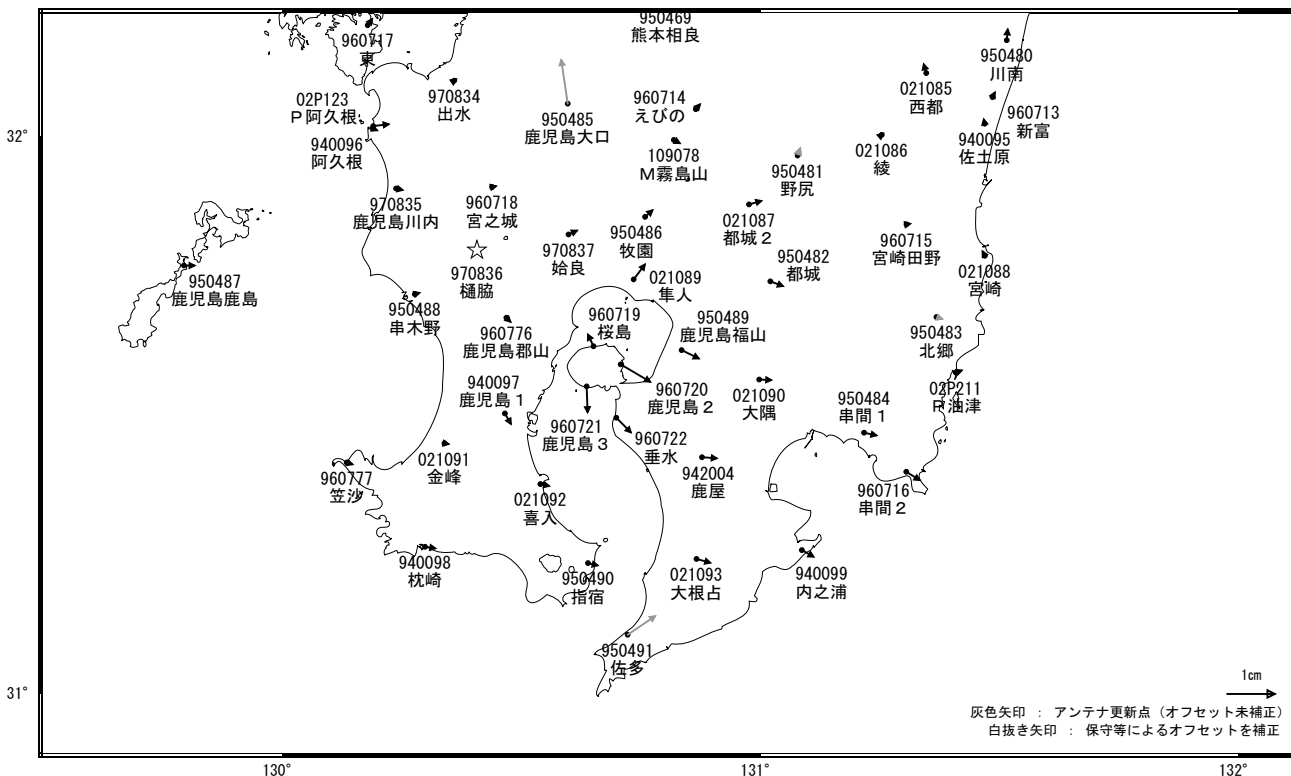 950469
熊本相良
960717
東
950480
川南
970834
出水
02P123
P阿久根
940096
阿久根
950485
鹿児島大口
960714
えびの
021085
西都
960713
新富
940095
佐土原
109078
M霧島山
950481
野尻
021086
綾
970835
鹿児島川内
960718
宮之城
950486
牧園
021087
都城2
960715
宮崎田野
970836
樋脇
970837
姶良
950482
都城
021088
宮崎
950487
鹿児島鹿島
021089
隼人
950488
串木野
960776
鹿児島郡山
960719
桜島
950489
鹿児島福山
950483
北郷
940097
鹿児島1
960720
鹿児島2
021090
大隅
02P211
P油津
960721
鹿児島3
950484
串間1
960722
垂水
021091
金峰
942004
鹿屋
960777
笠沙
021092
喜入
960716
串間2
940098
枕崎
950490
指宿
021093
大根占
940099
内之浦
950491
佐多
32°
31°
130°
131°
132°
1cm
灰色矢印 : アンテナ更新点(オフセット未補正)
白抜き矢印 : 保守等によるオフセットを補正